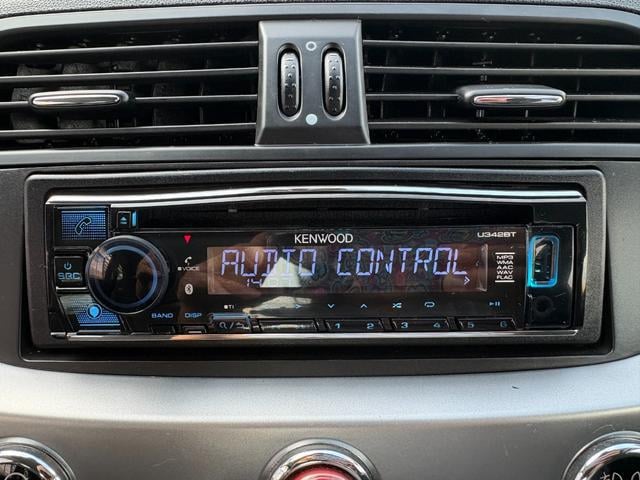 KENWOOD
U342BT
SRC
VOICE
AUDIO CONTROL
MP3
WMA
AAC
WAV
FLAC
BAND DISP 1 2 3 4 5 6